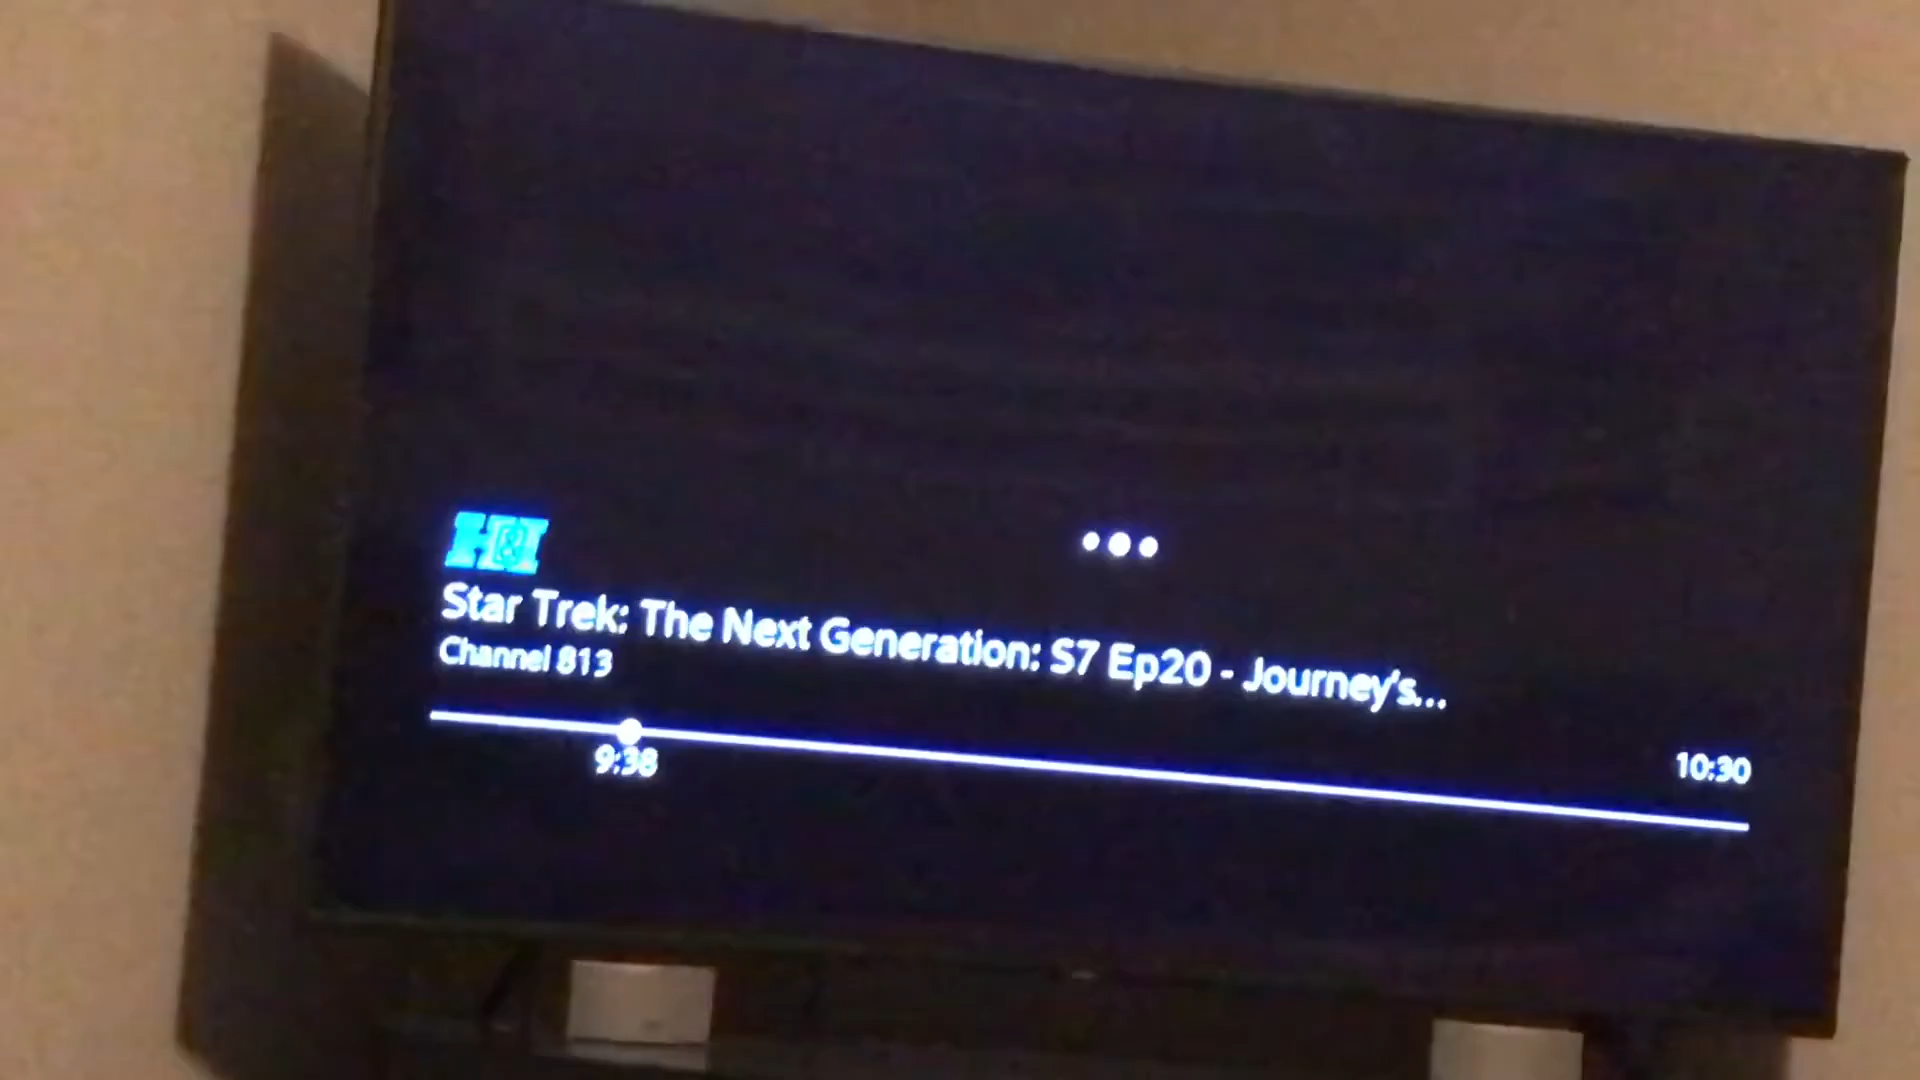 H&I
Star Trek: The Next Generation: S7 Ep20 - Journey's...
Channel 813
9:38
10:30